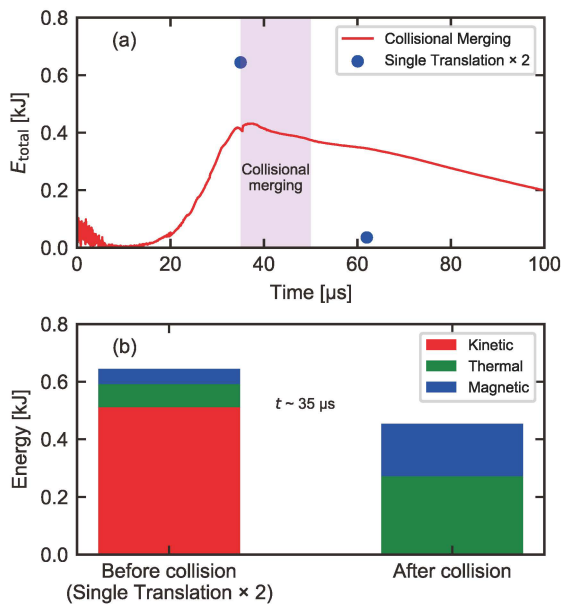 (a)
Collisional Merging
Single Translation × 2
E_total [kJ]
0.8
0.6
0.4
0.2
0.0
Collisional
merging
0
20
40
60
80
100
Time [µs]
(b)
Kinetic
Thermal
Magnetic
Energy [kJ]
0.8
0.6
0.4
0.2
0.0
t ~ 35 µs
Before collision
(Single Translation × 2)
After collision